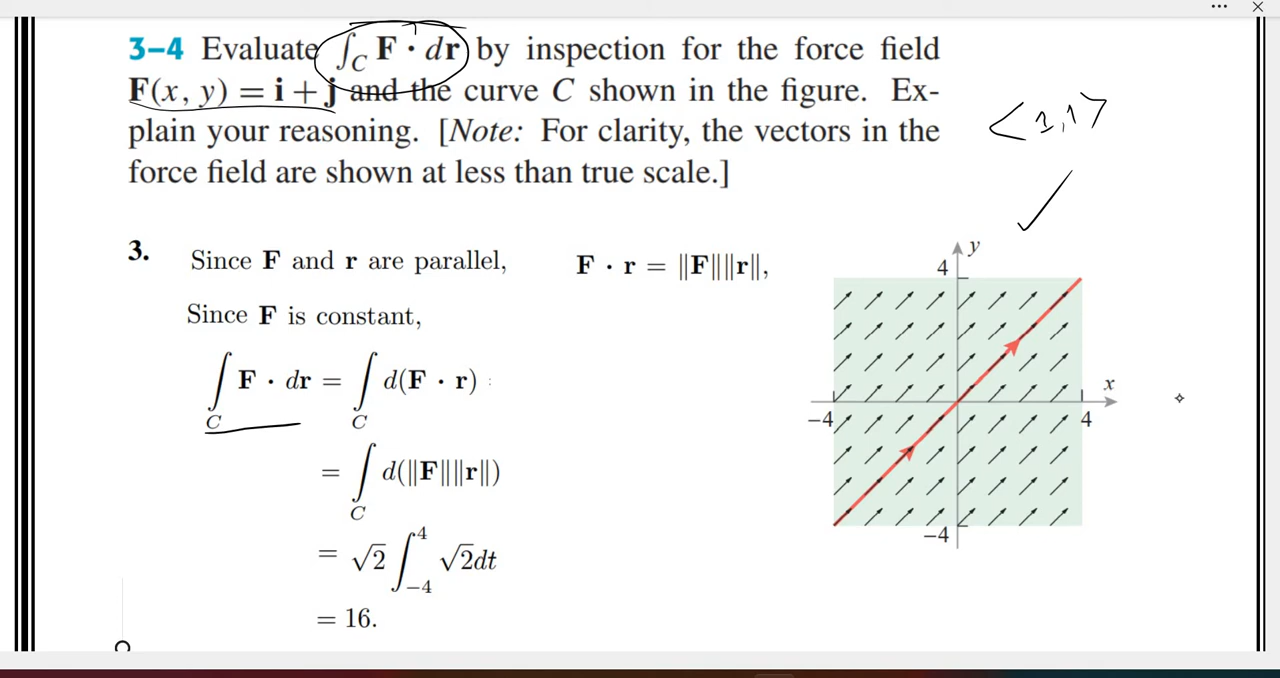 3–4 Evaluate ∫_C F · dr by inspection for the force field
F(x, y) = i + j and the curve C shown in the figure. Ex-
plain your reasoning. [Note: For clarity, the vectors in the
force field are shown at less than true scale.]
<1,1>
3. Since F and r are parallel, F · r = ‖F‖‖r‖,
Since F is constant,
∫_C F · dr = ∫_C d(F · r)
= ∫_C d(‖F‖‖r‖)
= √2 ∫_{−4}^{4} √2dt
= 16.
y
4
x
−4
4
−4